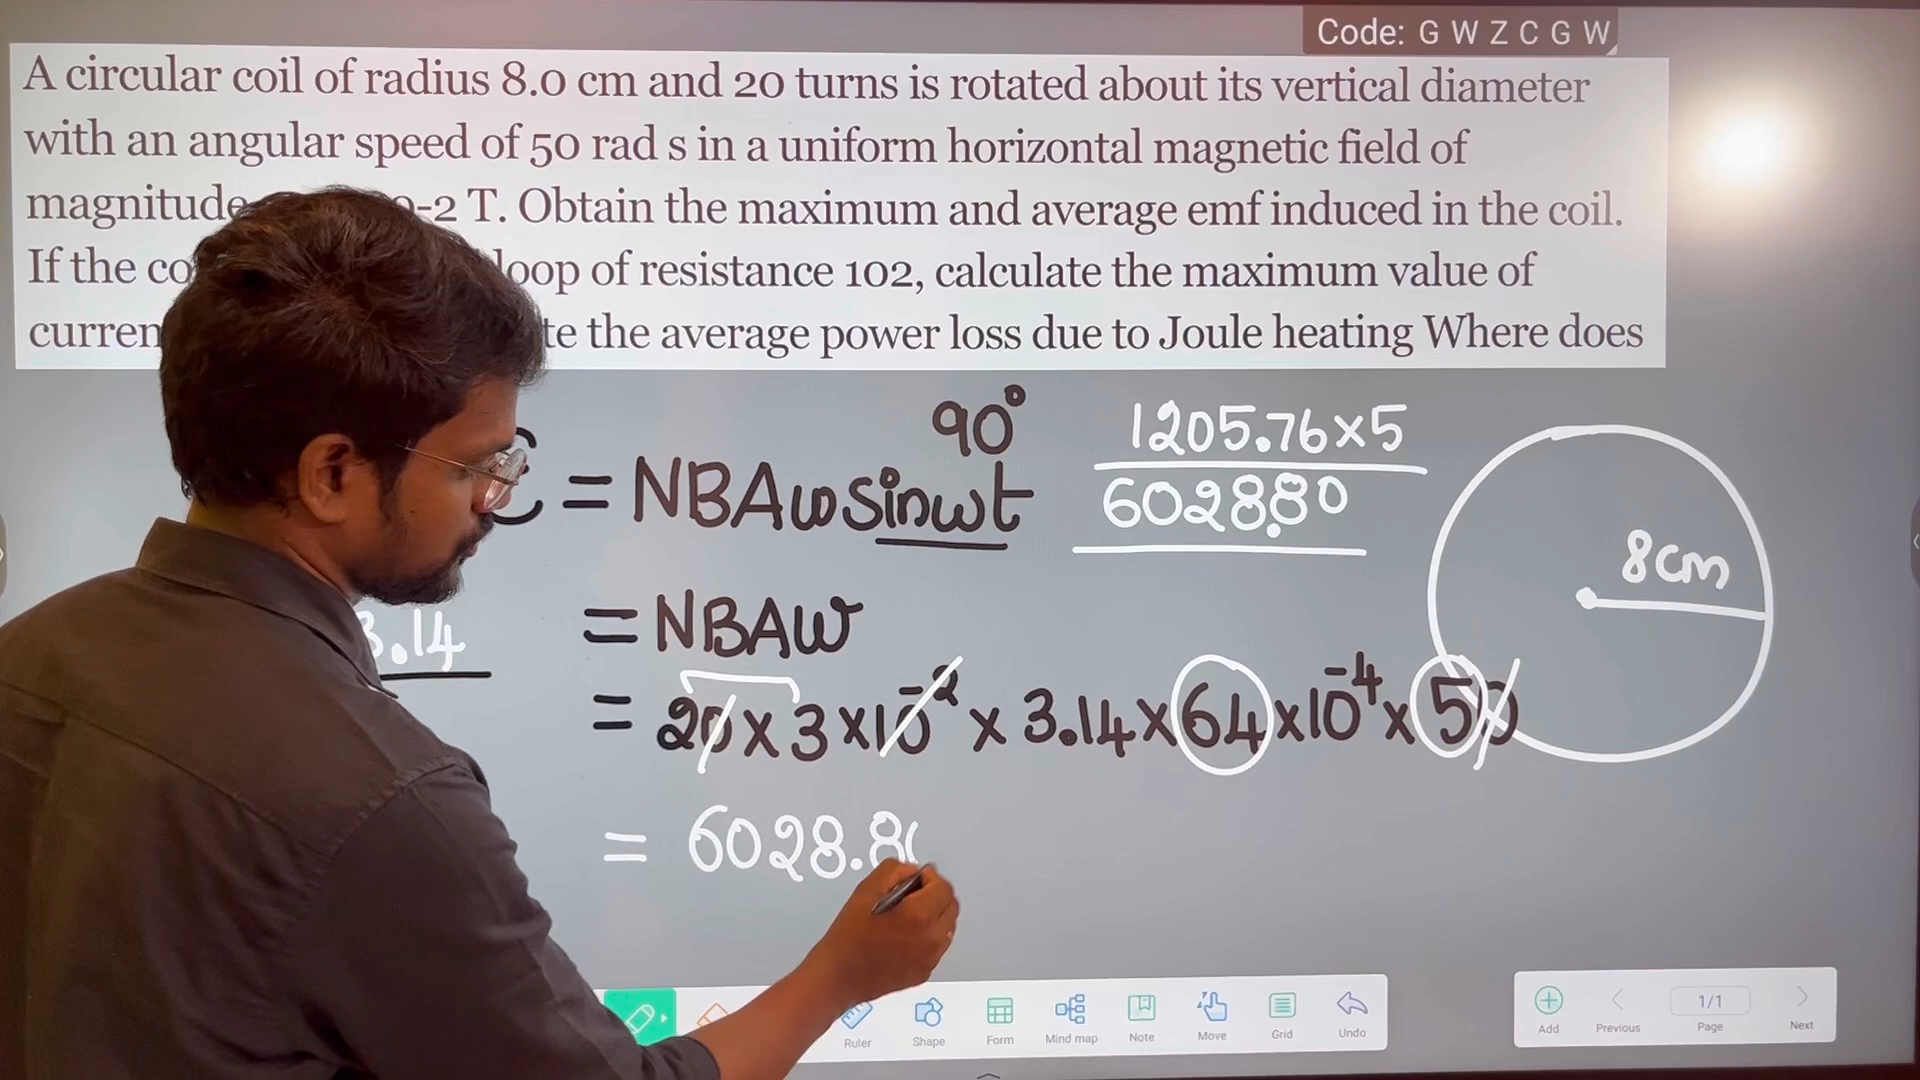 Code: G W Z C G W
A circular coil of radius 8.0 cm and 20 turns is rotated about its vertical diameter
with an angular speed of 50 rad s in a uniform horizontal magnetic field of
magnitude -2 T. Obtain the maximum and average emf induced in the coil.
If the loop of resistance 102, calculate the maximum value of
the average power loss due to Joule heating Where does
90°
= NBAωsinωt
1205.76×5
6028.80
8cm
3.14
= NBAω
= 20 × 3 × 10⁻² × 3.14 × 64 × 10⁻⁴ × 50
= 6028.8
Ruler
Shape
Form
Mind map
Note
Move
Grid
Undo
Add
Previous
1/1
Page
Next